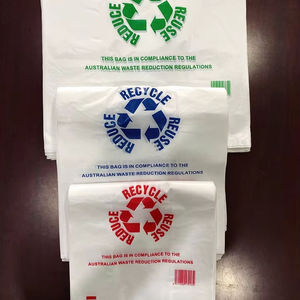 REDUCE RECYCLE REUSE
THIS BAG IS IN COMPLIANCE TO THE
AUSTRALIAN WASTE REDUCTION REGULATIONS
REDUCE RECYCLE REUSE
THIS BAG IS IN COMPLIANCE TO THE
AUSTRALIAN WASTE REDUCTION REGULATIONS
REDUCE RECYCLE REUSE
THIS BAG IS IN COMPLIANCE TO THE
AUSTRALIAN WASTE REDUCTION REGULATIONS